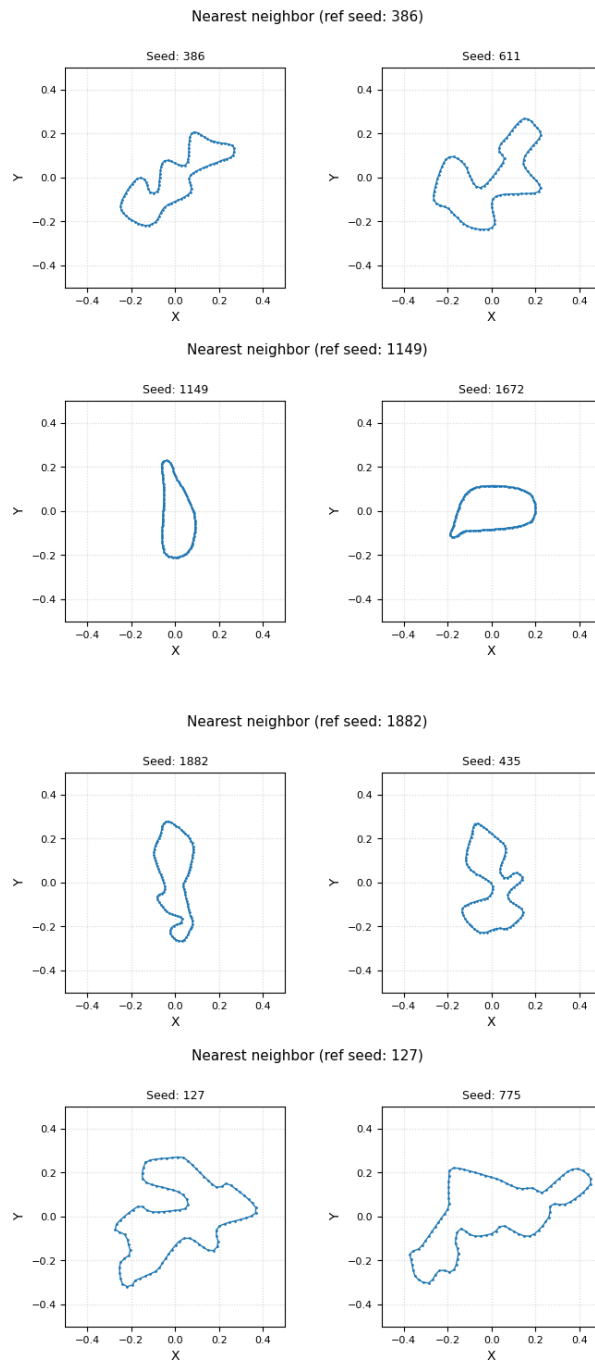 Nearest neighbor (ref seed: 386)
Seed: 386
Seed: 611
0.4
0.2
0.0
−0.2
−0.4
Y
−0.4 −0.2 0.0 0.2 0.4
X
0.4
0.2
0.0
−0.2
−0.4
Y
−0.4 −0.2 0.0 0.2 0.4
X
Nearest neighbor (ref seed: 1149)
Seed: 1149
Seed: 1672
0.4
0.2
0.0
−0.2
−0.4
Y
−0.4 −0.2 0.0 0.2 0.4
X
0.4
0.2
0.0
−0.2
−0.4
Y
−0.4 −0.2 0.0 0.2 0.4
X
Nearest neighbor (ref seed: 1882)
Seed: 1882
Seed: 435
0.4
0.2
0.0
−0.2
−0.4
Y
−0.4 −0.2 0.0 0.2 0.4
X
0.4
0.2
0.0
−0.2
−0.4
Y
−0.4 −0.2 0.0 0.2 0.4
X
Nearest neighbor (ref seed: 127)
Seed: 127
Seed: 775
0.4
0.2
0.0
−0.2
−0.4
Y
−0.4 −0.2 0.0 0.2 0.4
X
0.4
0.2
0.0
−0.2
−0.4
Y
−0.4 −0.2 0.0 0.2 0.4
X